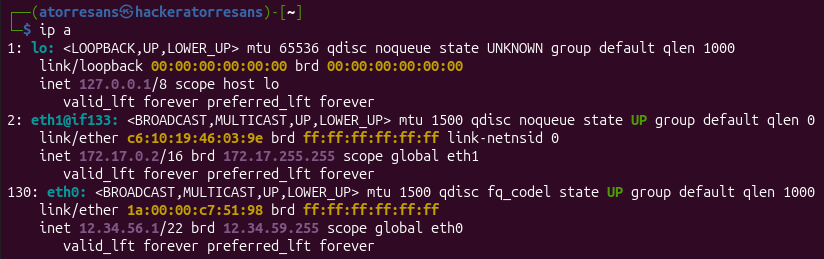 ┌──(atorresans㉿hackeratorresans)-[~]
└─$ ip a
1: lo: <LOOPBACK,UP,LOWER_UP> mtu 65536 qdisc noqueue state UNKNOWN group default qlen 1000
    link/loopback 00:00:00:00:00:00 brd 00:00:00:00:00:00
    inet 127.0.0.1/8 scope host lo
       valid_lft forever preferred_lft forever
2: eth1@if133: <BROADCAST,MULTICAST,UP,LOWER_UP> mtu 1500 qdisc noqueue state UP group default qlen 0
    link/ether c6:10:19:46:03:9e brd ff:ff:ff:ff:ff:ff link-netnsid 0
    inet 172.17.0.2/16 brd 172.17.255.255 scope global eth1
       valid_lft forever preferred_lft forever
130: eth0: <BROADCAST,MULTICAST,UP,LOWER_UP> mtu 1500 qdisc fq_codel state UP group default qlen 1000
    link/ether 1a:00:00:c7:51:98 brd ff:ff:ff:ff:ff:ff
    inet 12.34.56.1/22 brd 12.34.59.255 scope global eth0
       valid_lft forever preferred_lft forever